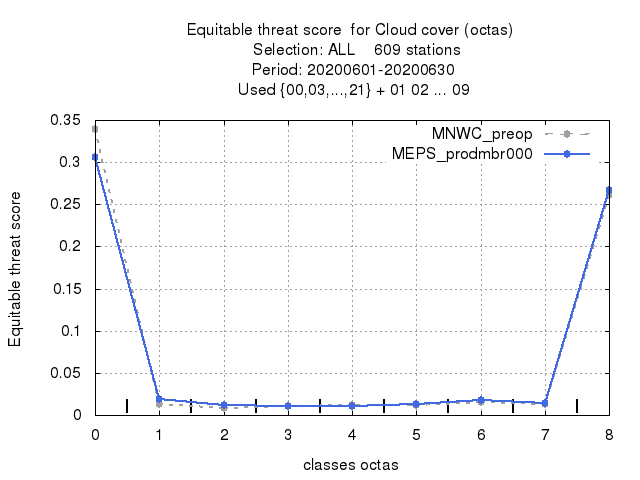 Equitable threat score  for Cloud cover (octas)
Selection: ALL    609 stations
Period: 20200601-20200630
Used {00,03,...,21} + 01 02 ... 09
MNWC_preop
MEPS_prodmbr000
Equitable threat score
0.35
0.3
0.25
0.2
0.15
0.1
0.05
0
0 1 2 3 4 5 6 7 8
classes octas